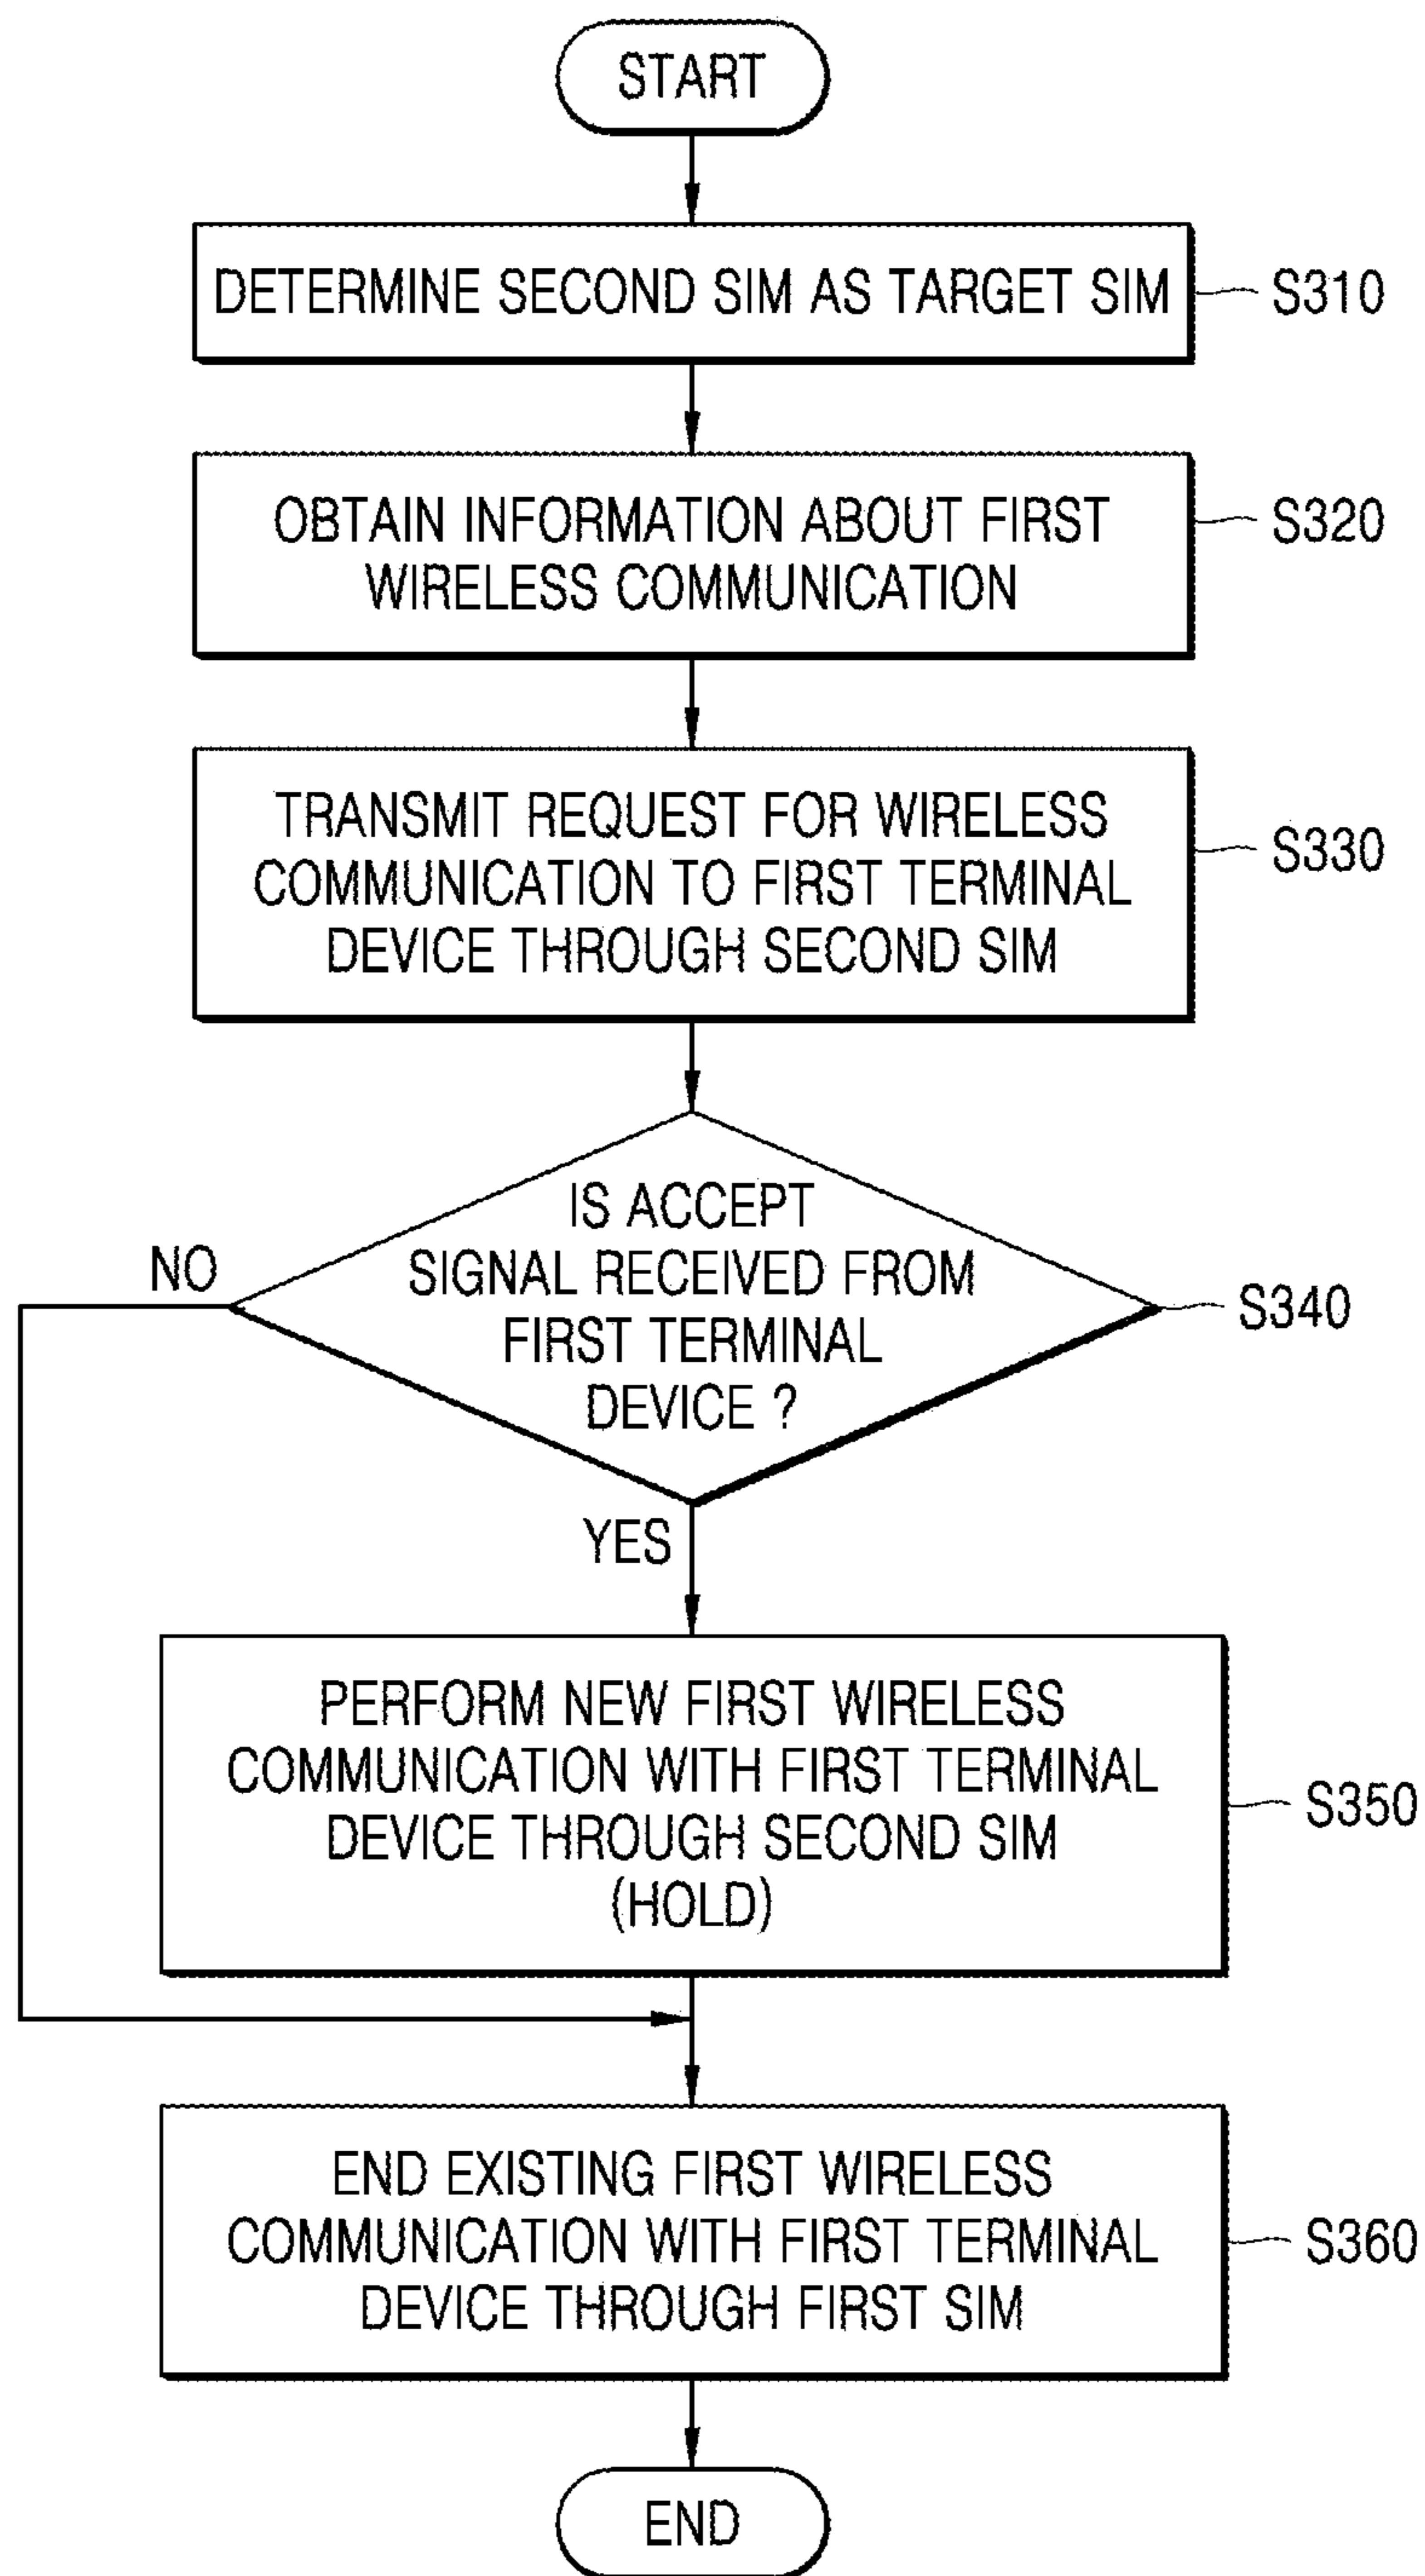 START
DETERMINE SECOND SIM AS TARGET SIM
S310
OBTAIN INFORMATION ABOUT FIRST
WIRELESS COMMUNICATION
S320
TRANSMIT REQUEST FOR WIRELESS
COMMUNICATION TO FIRST TERMINAL
DEVICE THROUGH SECOND SIM
S330
IS ACCEPT
SIGNAL RECEIVED FROM
FIRST TERMINAL
DEVICE ?
S340
NO
YES
PERFORM NEW FIRST WIRELESS
COMMUNICATION WITH FIRST TERMINAL
DEVICE THROUGH SECOND SIM
(HOLD)
S350
END EXISTING FIRST WIRELESS
COMMUNICATION WITH FIRST TERMINAL
DEVICE THROUGH FIRST SIM
S360
END